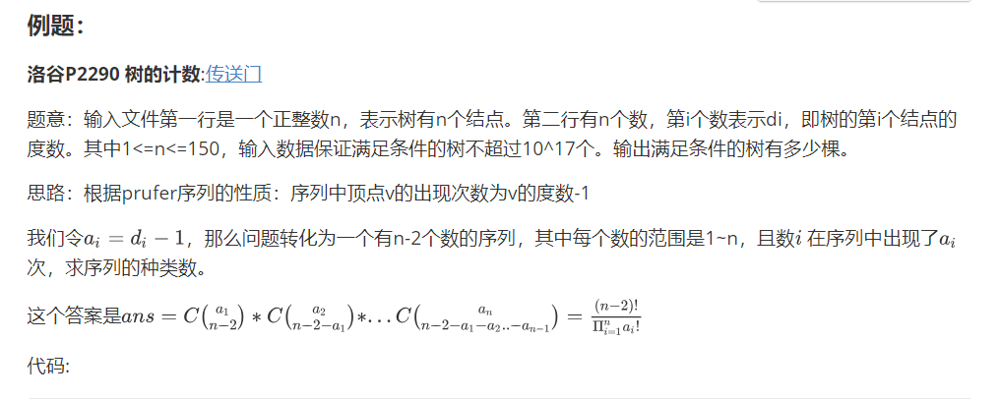 例题：
洛谷P2290 树的计数:传送门
题意：输入文件第一行是一个正整数n，表示树有n个结点。第二行有n个数，第i个数表示di，即树的第i个结点的
度数。其中1<=n<=150，输入数据保证满足条件的树不超过10^17个。输出满足条件的树有多少棵。
思路：根据prufer序列的性质：序列中顶点v的出现次数为v的度数-1
我们令$a_i = d_i - 1$，那么问题转化为一个有n-2个数的序列，其中每个数的范围是1~n，且数$i$ 在序列中出现了$a_i$
次，求序列的种类数。
这个答案是$ans = C\binom{a_1}{n-2} * C\binom{a_2}{n-2-a_1} * \ldots C\binom{a_n}{n-2-a_1-a_2..-a_{n-1}} = \frac{(n-2)!}{\Pi_{i=1}^{n} a_i!}$
代码: